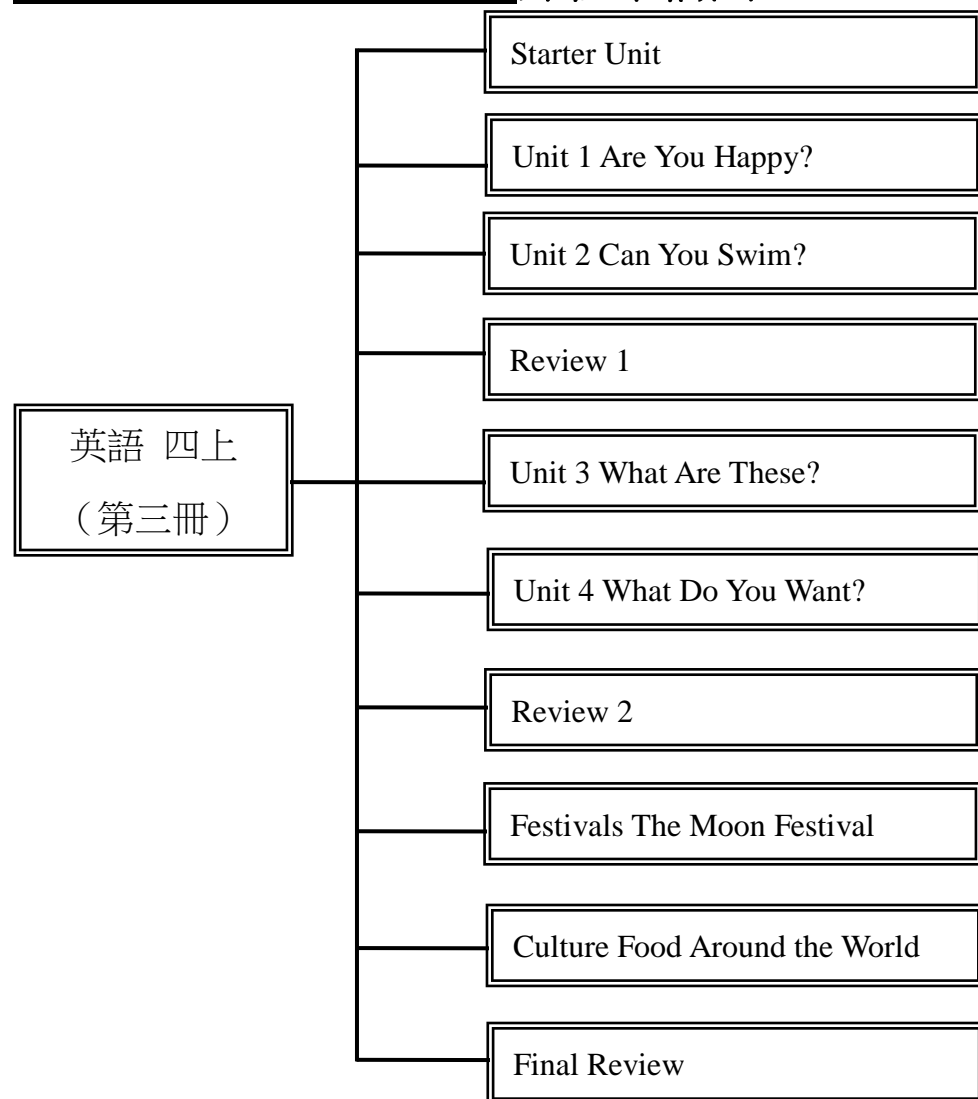 Starter Unit
Unit 1 Are You Happy?
Unit 2 Can You Swim?
Review 1
英語 四上
（第三冊）
Unit 3 What Are These?
Unit 4 What Do You Want?
Review 2
Festivals The Moon Festival
Culture Food Around the World
Final Review